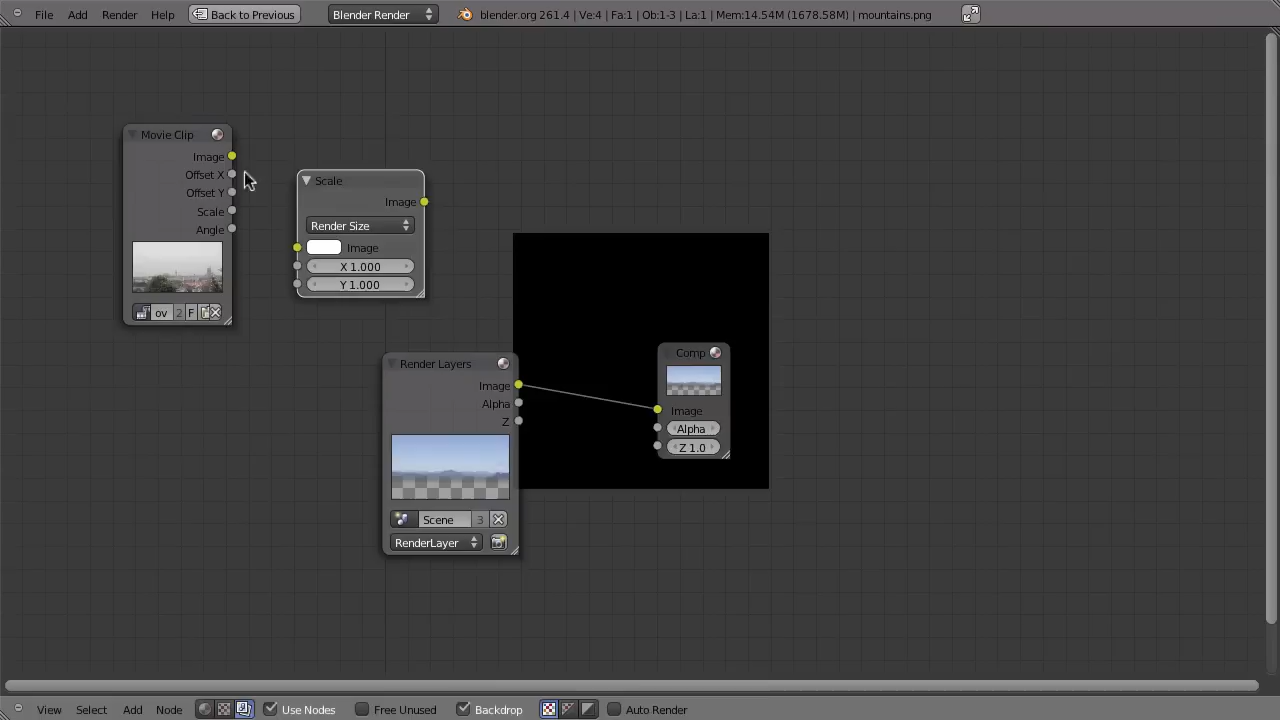 File Add Render Help Back to Previous Blender Render blender.org 261.4 | Ve:4 | Fa:1 | Ob:1-3 | La:1 | Mem:14.54M (1678.58M) | mountains.png
Movie Clip
Image
Offset X
Offset Y
Scale
Angle
ov 2 F
Scale
Image
Render Size
Image
X 1.000
Y 1.000
Render Layers
Image
Alpha
Z
Scene 3
RenderLayer
Comp
Image
Alpha
Z 1.0
View Select Add Node Use Nodes Free Unused Backdrop Auto Render